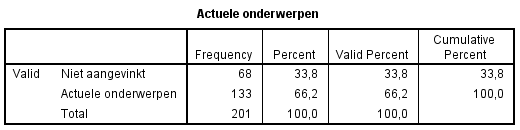 Actuele onderwerpen
Frequency Percent Valid Percent Cumulative Percent
Valid Niet aangevinkt 68 33,8 33,8 33,8
Actuele onderwerpen 133 66,2 66,2 100,0
Total 201 100,0 100,0